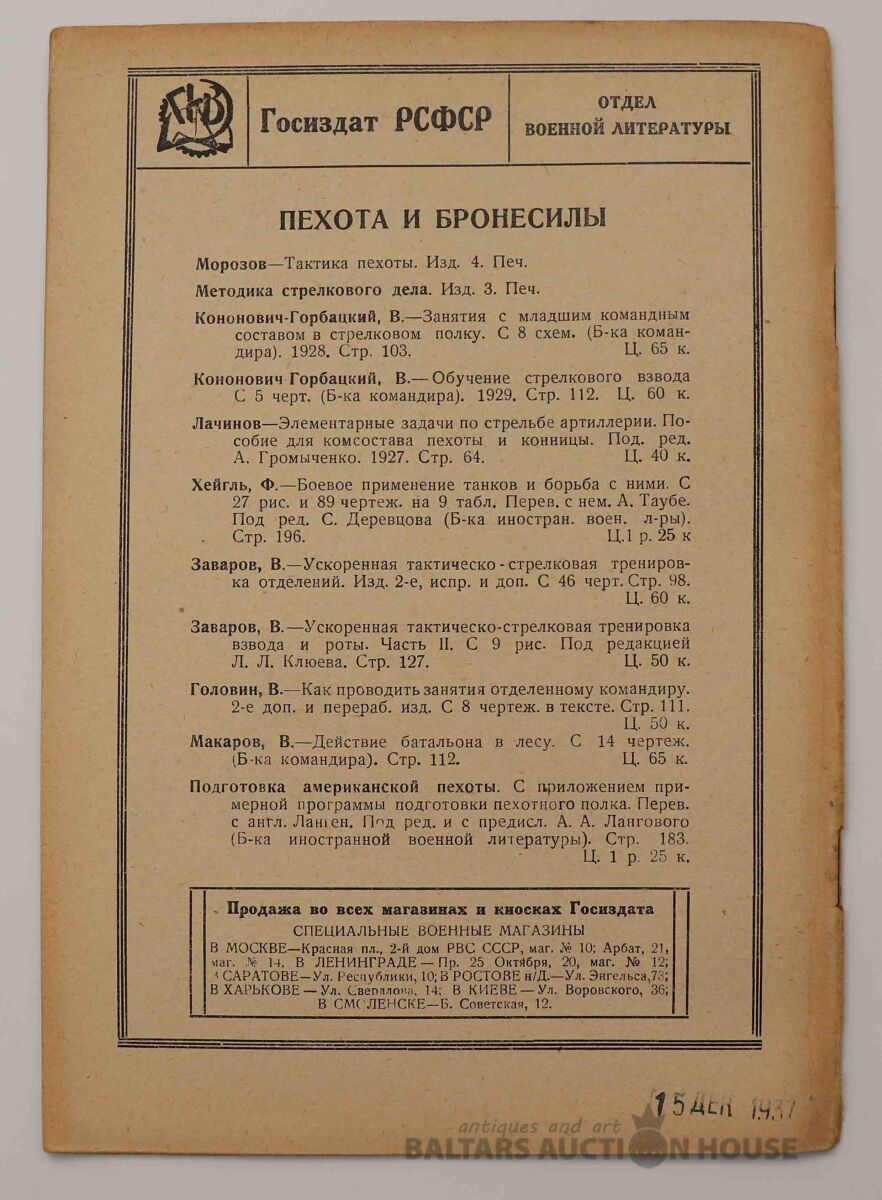 Госиздат РСФСР
ОТДЕЛ
ВОЕННОЙ ЛИТЕРАТУРЫ
ПЕХОТА И БРОНЕСИЛЫ
Морозов—Тактика пехоты. Изд. 4. Печ.
Методика стрелкового дела. Изд. 3. Печ.
Кононович-Горбацкий, В.—Занятия с младшим командным
составом в стрелковом полку. С 8 схем. (Б-ка коман-
дира). 1928. Стр. 103. Ц. 65 к.
Кононович Горбацкий, В.—Обучение стрелкового взвода
С 5 черт. (Б-ка командира). 1929. Стр. 112. Ц. 60 к.
Лачинов—Элементарные задачи по стрельбе артиллерии. По-
собие для комсостава пехоты и конницы. Под. ред.
А. Громыченко. 1927. Стр. 64. Ц. 40 к.
Хейгль, Ф.—Боевое применение танков и борьба с ними. С
27 рис. и 89 чертеж. на 9 табл. Перев. с нем. А. Таубе.
Под ред. С. Деревцова (Б-ка иностран. воен. л-ры).
Стр. 196. Ц.1 р. 25 к
Заваров, В.—Ускоренная тактическо-стрелковая трениров-
ка отделений. Изд. 2-е, испр. и доп. С 46 черт. Стр. 98.
Ц. 60 к.
Заваров, В.—Ускоренная тактическо-стрелковая тренировка
взвода и роты. Часть II. С 9 рис. Под редакцией
Л. Л. Клюева. Стр. 127. Ц. 50 к.
Головин, В.—Как проводить занятия отделенному командиру.
2-е доп. и перераб. изд. С 8 чертеж. в тексте. Стр. 111.
Ц. 50 к.
Макаров, В.—Действие батальона в лесу. С 14 чертеж.
(Б-ка командира). Стр. 112. Ц. 65 к.
Подготовка американской пехоты. С приложением при-
мерной программы подготовки пехотного полка. Перев.
с англ. Ланген. Под ред. и с предисл. А. А. Лангового
(Б-ка иностранной военной литературы). Стр. 183.
Ц. 1 р. 25 к.
Продажа во всех магазинах и киосках Госиздата
СПЕЦИАЛЬНЫЕ ВОЕННЫЕ МАГАЗИНЫ
В МОСКВЕ—Красная пл., 2-й дом РВС СССР, маг. № 10; Арбат, 21,
маг. № 14. В ЛЕНИНГРАДЕ—Пр. 25 Октября, 20, маг. № 12;
В САРАТОВЕ—Ул. Республики, 10; В РОСТОВЕ н/Д.—Ул. Энгельса,73;
В ХАРЬКОВЕ—Ул. Свердлова, 14; В КИЕВЕ—Ул. Воровского, 36;
В СМОЛЕНСКЕ—Б. Советская, 12.
15 ДЕК 1937
antiques and art
BALTARS AUCTION HOUSE